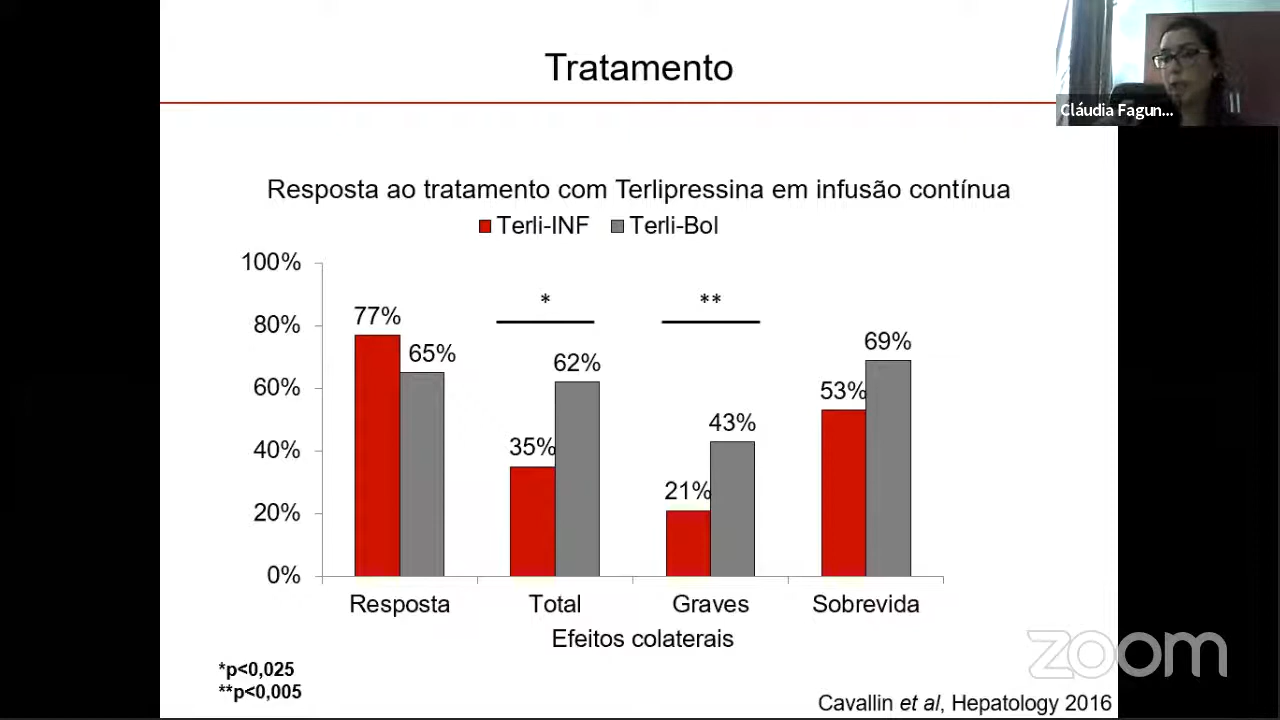 Tratamento
Cláudia Fagun...
Resposta ao tratamento com Terlipressina em infusão contínua
Terli-INF Terli-Bol
100%
80%
60%
40%
20%
0%
77%
65%
*
35%
62%
**
21%
43%
53%
69%
Resposta Total Graves Sobrevida
Efeitos colaterais
*p<0,025
**p<0,005
zoom
Cavallin et al, Hepatology 2016